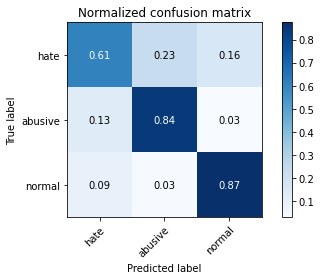 Normalized confusion matrix
True label
hate
0.61 0.23 0.16
abusive
0.13 0.84 0.03
normal
0.09 0.03 0.87
hate
abusive
normal
Predicted label
0.8
0.7
0.6
0.5
0.4
0.3
0.2
0.1